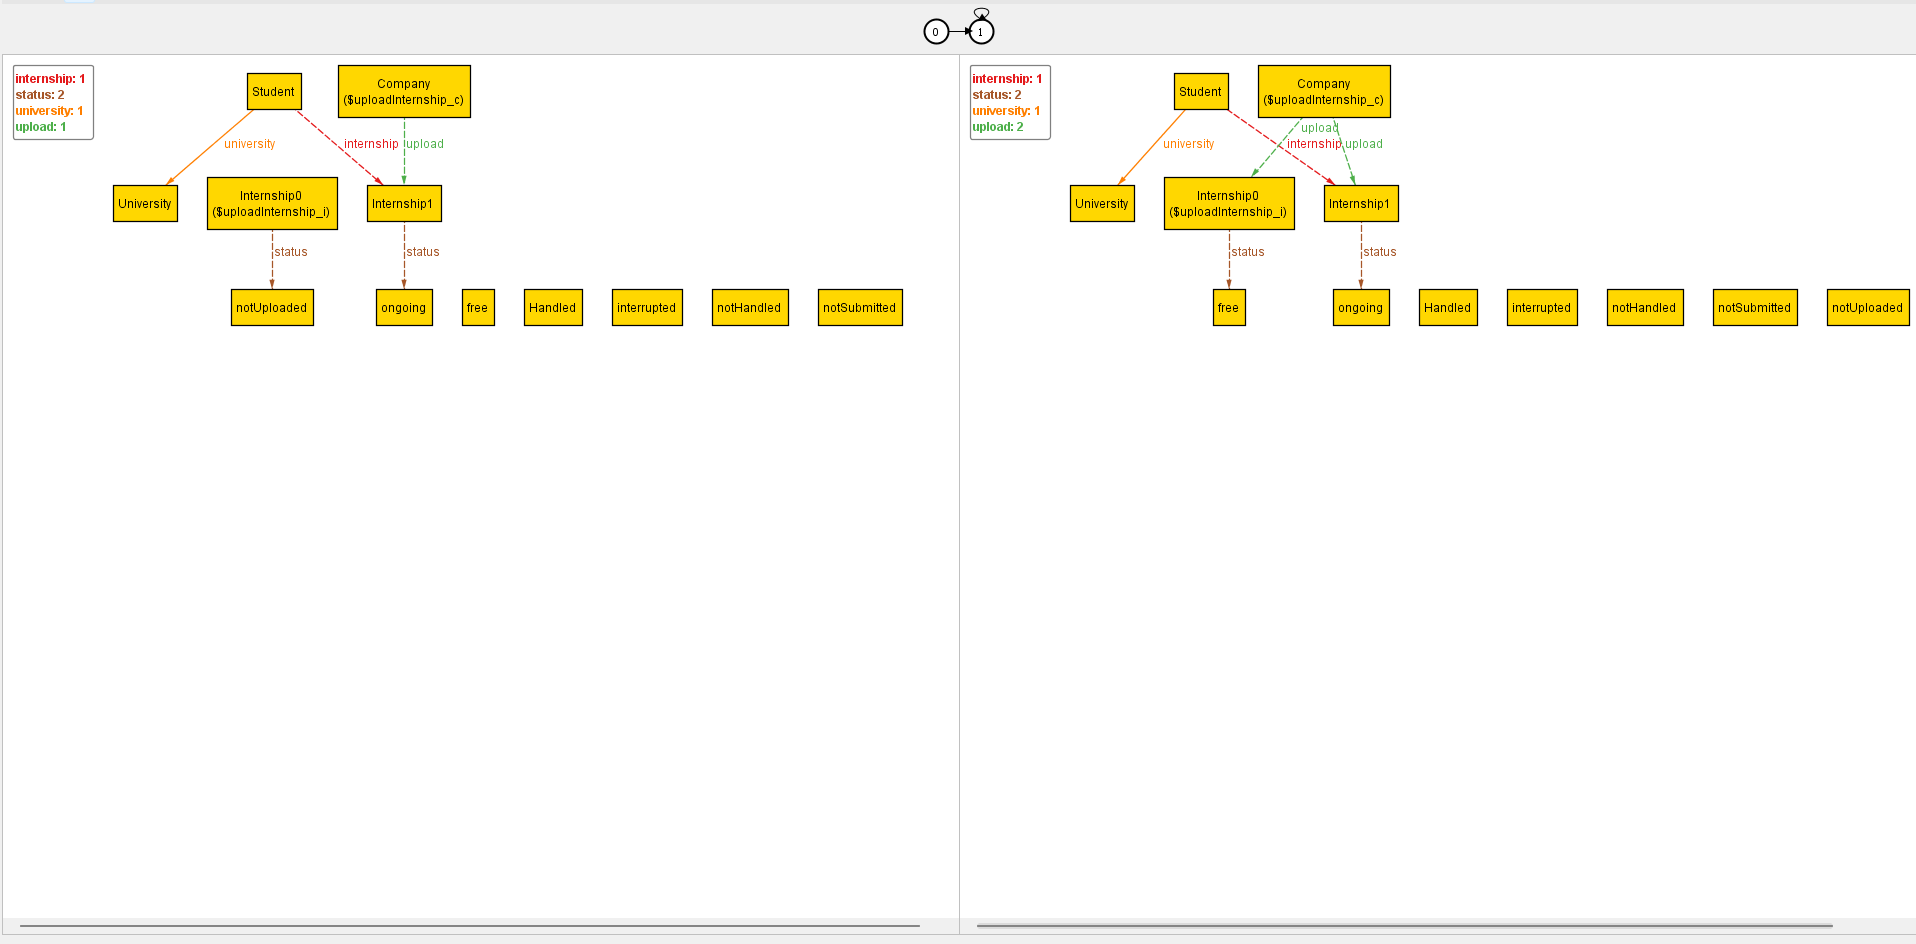 0
1
internship: 1
status: 2
university: 1
upload: 1
Student
Company
($uploadInternship_c)
university
internship
upload
University
Internship0
($uploadInternship_i)
Internship1
status
status
notUploaded
ongoing
free
Handled
interrupted
notHandled
notSubmitted
internship: 1
status: 2
university: 1
upload: 2
Student
Company
($uploadInternship_c)
upload
university
internship
upload
University
Internship0
($uploadInternship_i)
Internship1
status
status
free
ongoing
Handled
interrupted
notHandled
notSubmitted
notUploaded